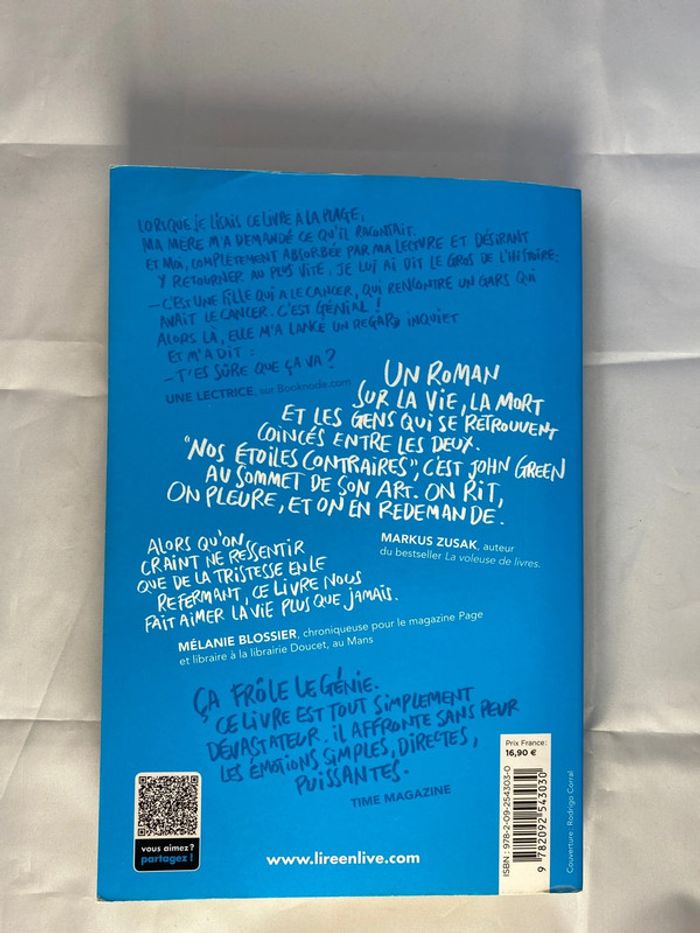 LORSQUE JE LISAIS CE LIVRE À LA PLAGE,
MA MÈRE M'A DEMANDÉ CE QU'IL RACONTAIT.
ET MOI, COMPLÈTEMENT ABSORBÉE PAR MA LECTURE ET DÉSIRANT
Y RETOURNER AU PLUS VITE, JE LUI AI DIT LE GROS DE L'HISTOIRE:
– C'EST UNE FILLE QUI A LE CANCER, QUI RENCONTRE UN GARS QUI
AVAIT LE CANCER. C'EST GÉNIAL !
ALORS LÀ, ELLE M'A LANCÉ UN REGARD INQUIET
ET M'A DIT :
– T'ES SÛRE QUE ÇA VA ?
UNE LECTRICE, sur Booknode.com
UN ROMAN
SUR LA VIE, LA MORT
ET LES GENS QUI SE RETROUVENT
COINCÉS ENTRE LES DEUX.
"NOS ÉTOILES CONTRAIRES", C'EST JOHN GREEN
AU SOMMET DE SON ART. ON RIT,
ON PLEURE, ET ON EN REDEMANDE.
MARKUS ZUSAK, auteur
du bestseller La voleuse de livres.
ALORS QU'ON
CRAINT NE RESSENTIR
QUE DE LA TRISTESSE EN LE
REFERMANT, CE LIVRE NOUS
FAIT AIMER LA VIE PLUS QUE JAMAIS.
MÉLANIE BLOSSIER, chroniqueuse pour le magazine Page
et libraire à la librairie Doucet, au Mans
ÇA FRÔLE LE GÉNIE.
CE LIVRE EST TOUT SIMPLEMENT
DÉVASTATEUR. IL AFFRONTE SANS PEUR
LES ÉMOTIONS SIMPLES, DIRECTES,
PUISSANTES.
TIME MAGAZINE
vous aimez ?
partagez !
www.lireenlive.com
Prix France :
16,90 €
ISBN : 978-2-09-254303-0
9 782092 543030
Couverture : Rodrigo Corral